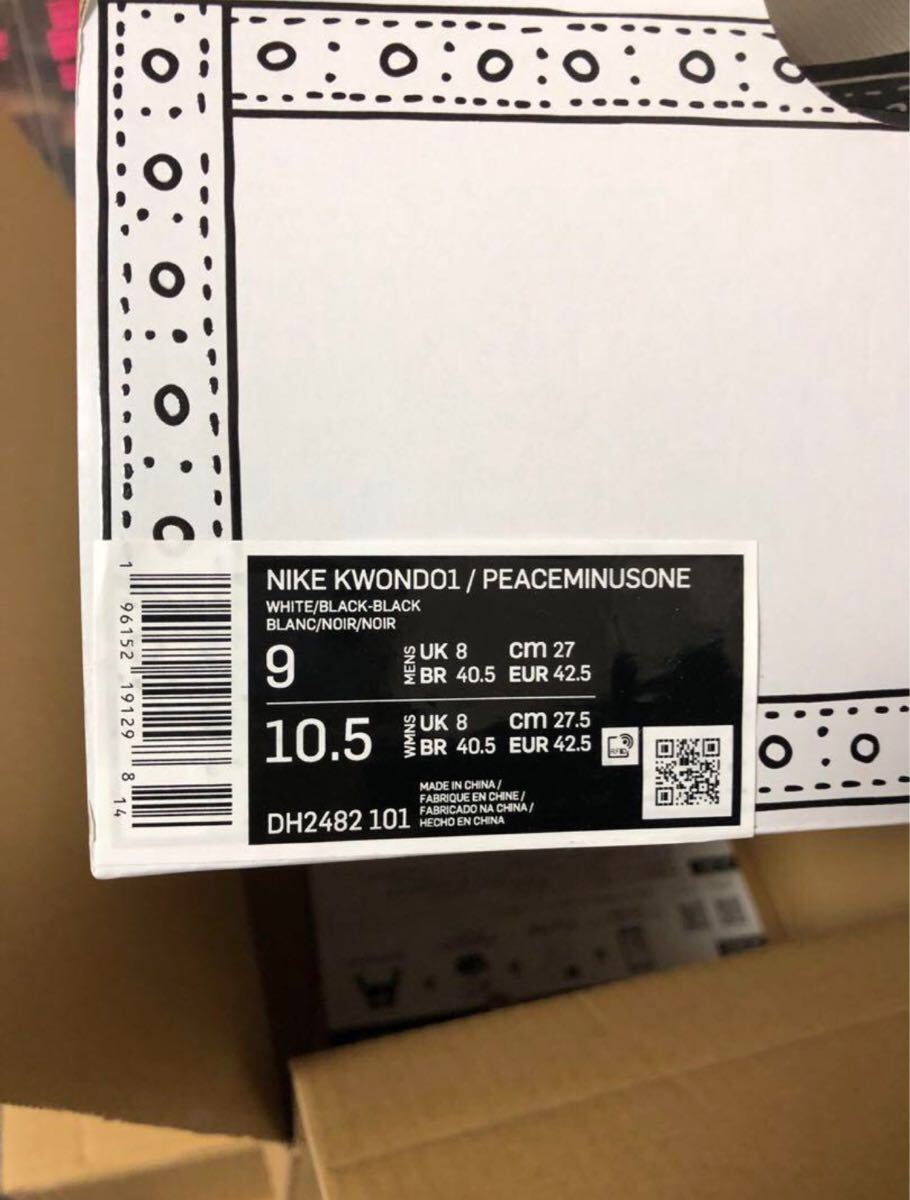 NIKE KWONDO1 / PEACEMINUSONE
WHITE/BLACK-BLACK
BLANC/NOIR/NOIR
9 MENS UK 8 cm 27
BR 40.5 EUR 42.5
10.5 WMNS UK 8 cm 27.5
BR 40.5 EUR 42.5
RFID
MADE IN CHINA /
FABRIQUE EN CHINE /
FABRICADO NA CHINA /
HECHO EN CHINA
DH2482 101
1 96152 19129 8 14